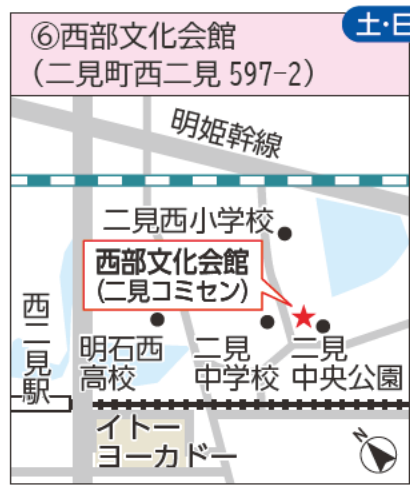 土・日
⑥西部文化会館
（二見町西二見 597-2）
明姫幹線
二見西小学校
西部文化会館
（二見コミセン）
西二見駅
明石西
高校
二見
中学校
二見
中央公園
イトー
ヨーカドー
N